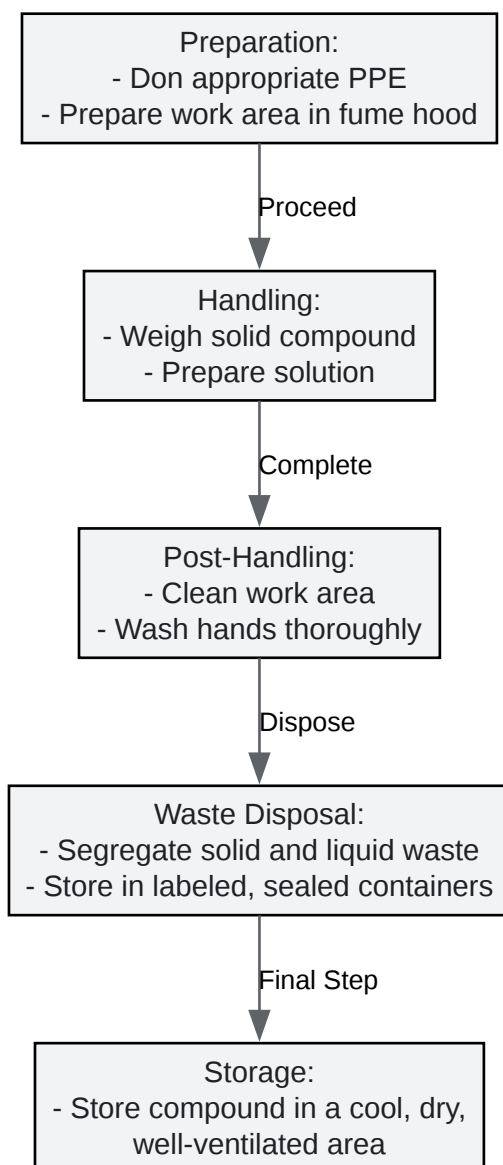 Preparation:
- Don appropriate PPE
- Prepare work area in fume hood
Proceed
Handling:
- Weigh solid compound
- Prepare solution
Complete
Post-Handling:
- Clean work area
- Wash hands thoroughly
Dispose
Waste Disposal:
- Segregate solid and liquid waste
- Store in labeled, sealed containers
Final Step
Storage:
- Store compound in a cool, dry,
well-ventilated area